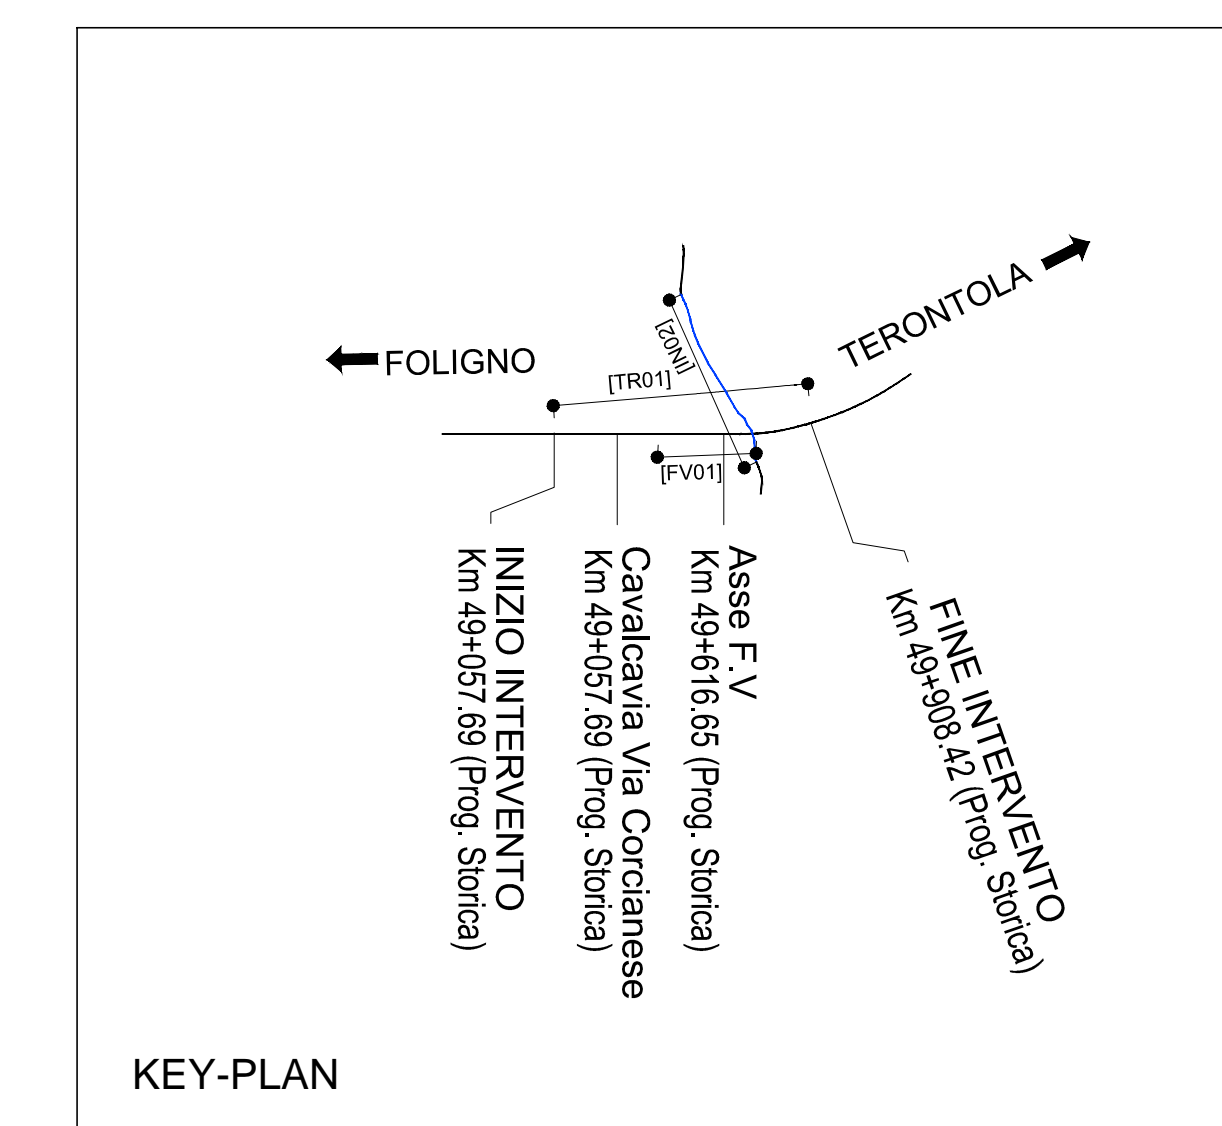 TERONTOLA
FOLIGNO
[IN02]
[TR01]
[FV01]
INIZIO INTERVENTO
Km 49+057.69 (Prog. Storica)
Cavalcavia Via Corcianese
Km 49+057.69 (Prog. Storica)
Asse F.V
Km 49+616.65 (Prog. Storica)
FINE INTERVENTO
Km 49+908.42 (Prog. Storica)
KEY-PLAN